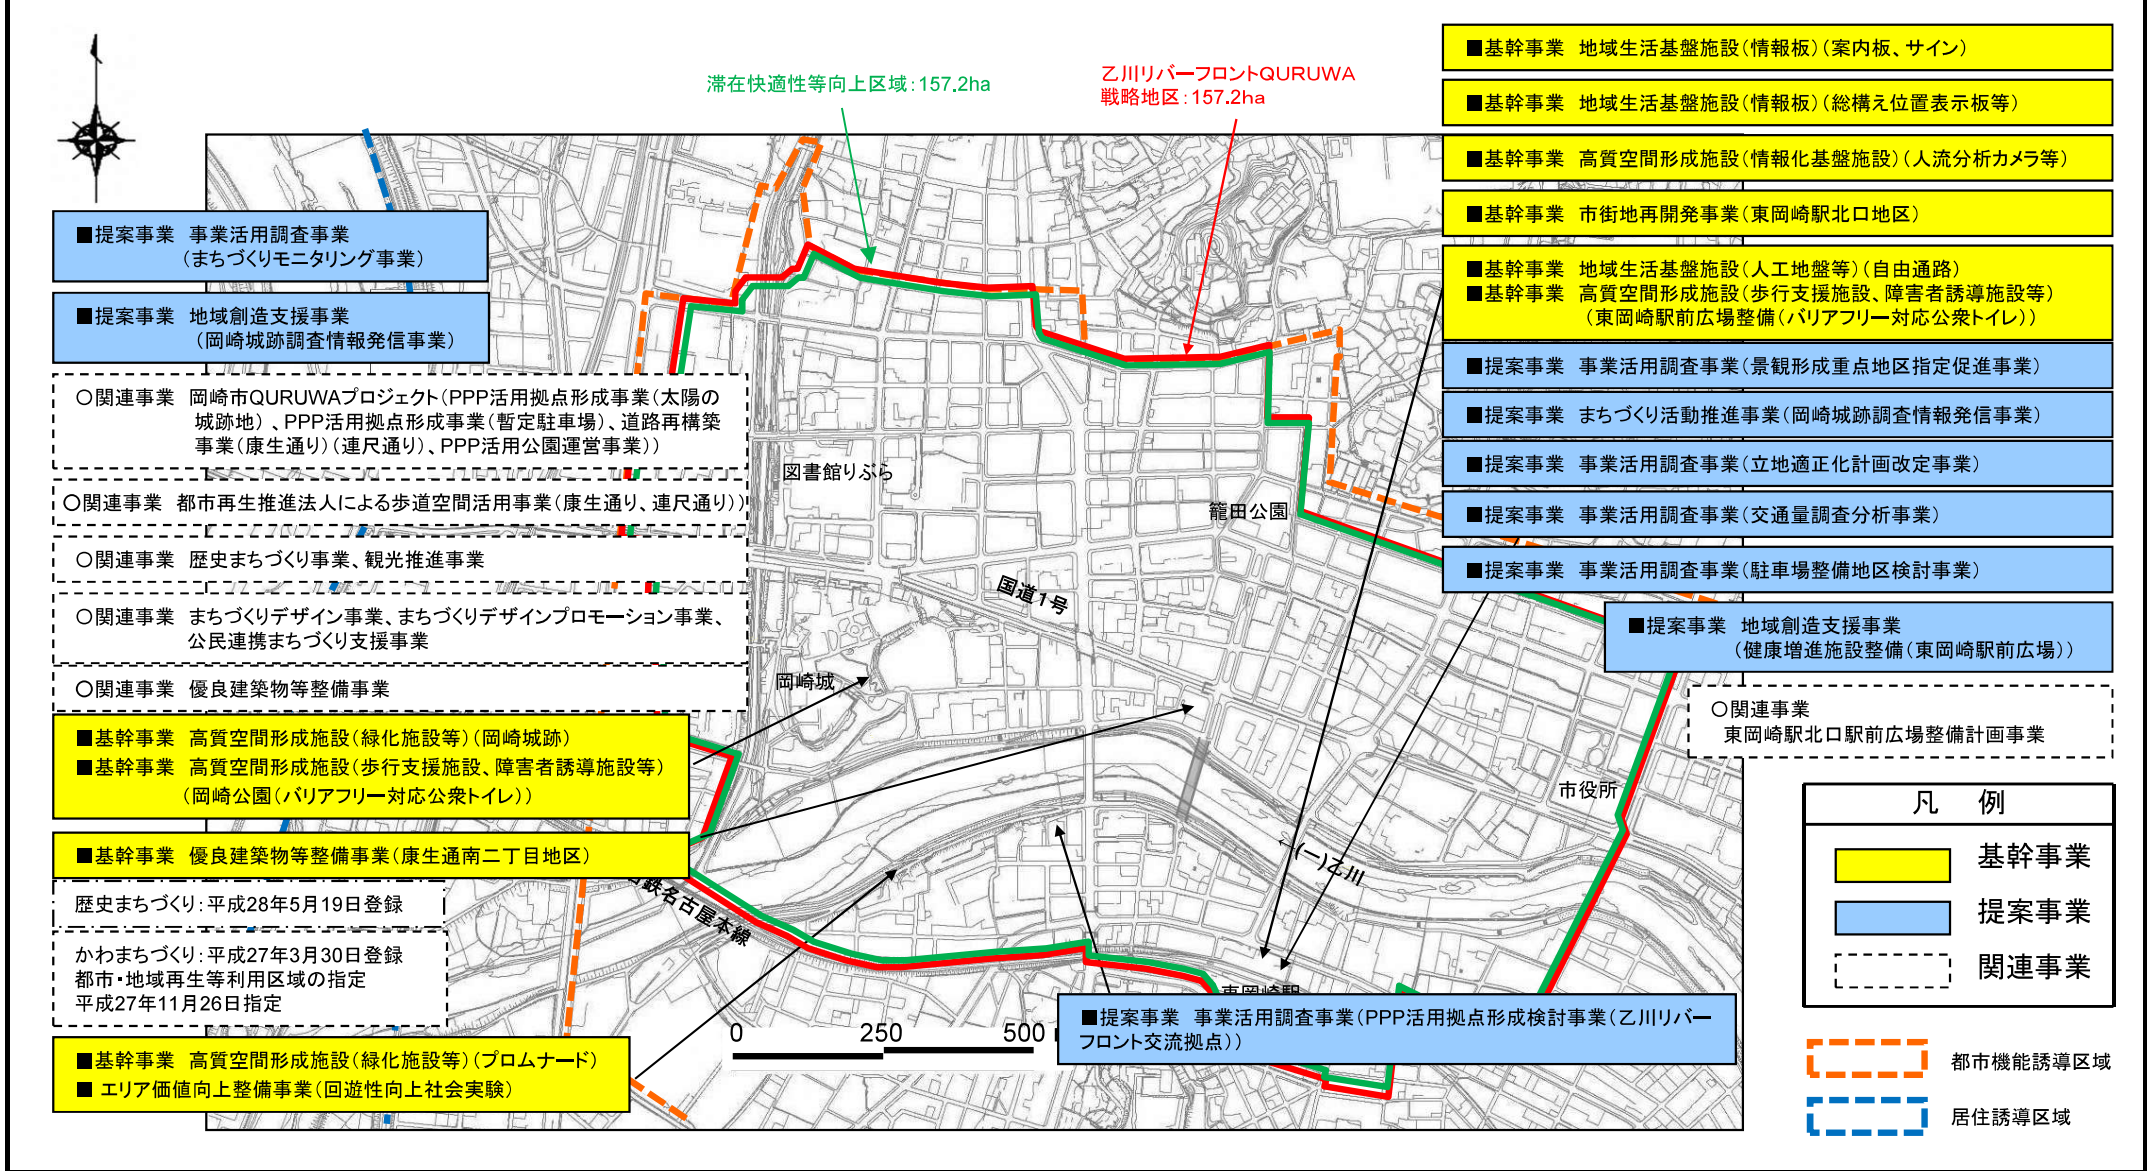 滞在快適性等向上区域：157.2ha
乙川リバーフロントQURUWA
戦略地区：157.2ha
■基幹事業　地域生活基盤施設（情報板）（案内板、サイン）
■基幹事業　地域生活基盤施設（情報板）（総構え位置表示板等）
■基幹事業　高質空間形成施設（情報化基盤施設）（人流分析カメラ等）
■基幹事業　市街地再開発事業（東岡崎駅北口地区）
■基幹事業　地域生活基盤施設（人工地盤等）（自由通路）
■基幹事業　高質空間形成施設（歩行支援施設、障害者誘導施設等）
（東岡崎駅前広場整備（バリアフリー対応公衆トイレ））
■提案事業　事業活用調査事業（景観形成重点地区指定促進事業）
■提案事業　まちづくり活動推進事業（岡崎城跡調査情報発信事業）
■提案事業　事業活用調査事業（立地適正化計画改定事業）
■提案事業　事業活用調査事業（交通量調査分析事業）
■提案事業　事業活用調査事業（駐車場整備地区検討事業）
■提案事業　地域創造支援事業
（健康増進施設整備（東岡崎駅前広場））
○関連事業
東岡崎駅北口駅前広場整備計画事業
■提案事業　事業活用調査事業
（まちづくりモニタリング事業）
■提案事業　地域創造支援事業
（岡崎城跡調査情報発信事業）
○関連事業　岡崎市QURUWAプロジェクト（PPP活用拠点形成事業（太陽の
城跡地）、PPP活用拠点形成事業（暫定駐車場）、道路再構築
事業（康生通り）（連尺通り）、PPP活用公園運営事業））
○関連事業　都市再生推進法人による歩道空間活用事業（康生通り、連尺通り））
○関連事業　歴史まちづくり事業、観光推進事業
○関連事業　まちづくりデザイン事業、まちづくりデザインプロモーション事業、
公民連携まちづくり支援事業
○関連事業　優良建築物等整備事業
■基幹事業　高質空間形成施設（緑化施設等）（岡崎城跡）
■基幹事業　高質空間形成施設（歩行支援施設、障害者誘導施設等）
（岡崎公園（バリアフリー対応公衆トイレ））
■基幹事業　優良建築物等整備事業（康生通南二丁目地区）
歴史まちづくり：平成28年5月19日登録
かわまちづくり：平成27年3月30日登録
都市・地域再生等利用区域の指定
平成27年11月26日指定
■基幹事業　高質空間形成施設（緑化施設等）（プロムナード）
■ エリア価値向上整備事業（回遊性向上社会実験）
図書館りぶら
籠田公園
国道1号
岡崎城
市役所
←(一)乙川
名鉄名古屋本線
東岡崎駅
0　250　500
■提案事業　事業活用調査事業（PPP活用拠点形成検討事業（乙川リバー
フロント交流拠点））
凡　例
基幹事業
提案事業
関連事業
都市機能誘導区域
居住誘導区域